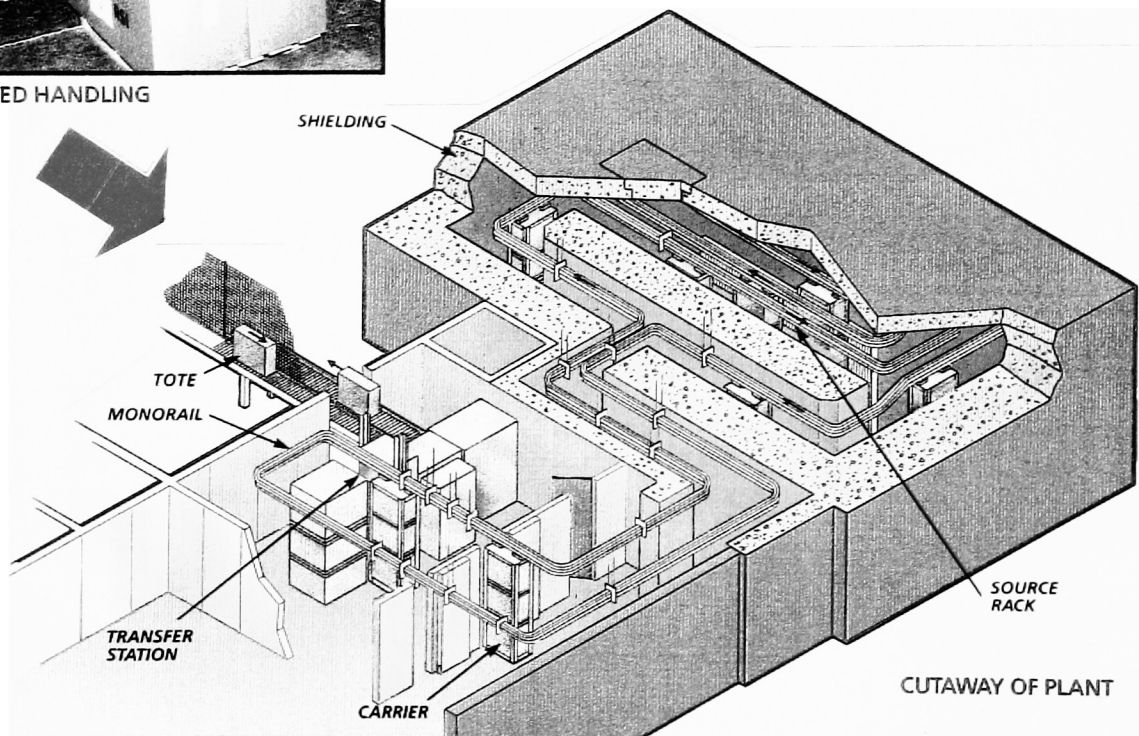 ED HANDLING
SHIELDING
TOTE
MONORAIL
TRANSFER
STATION
CARRIER
SOURCE
RACK
CUTAWAY OF PLANT